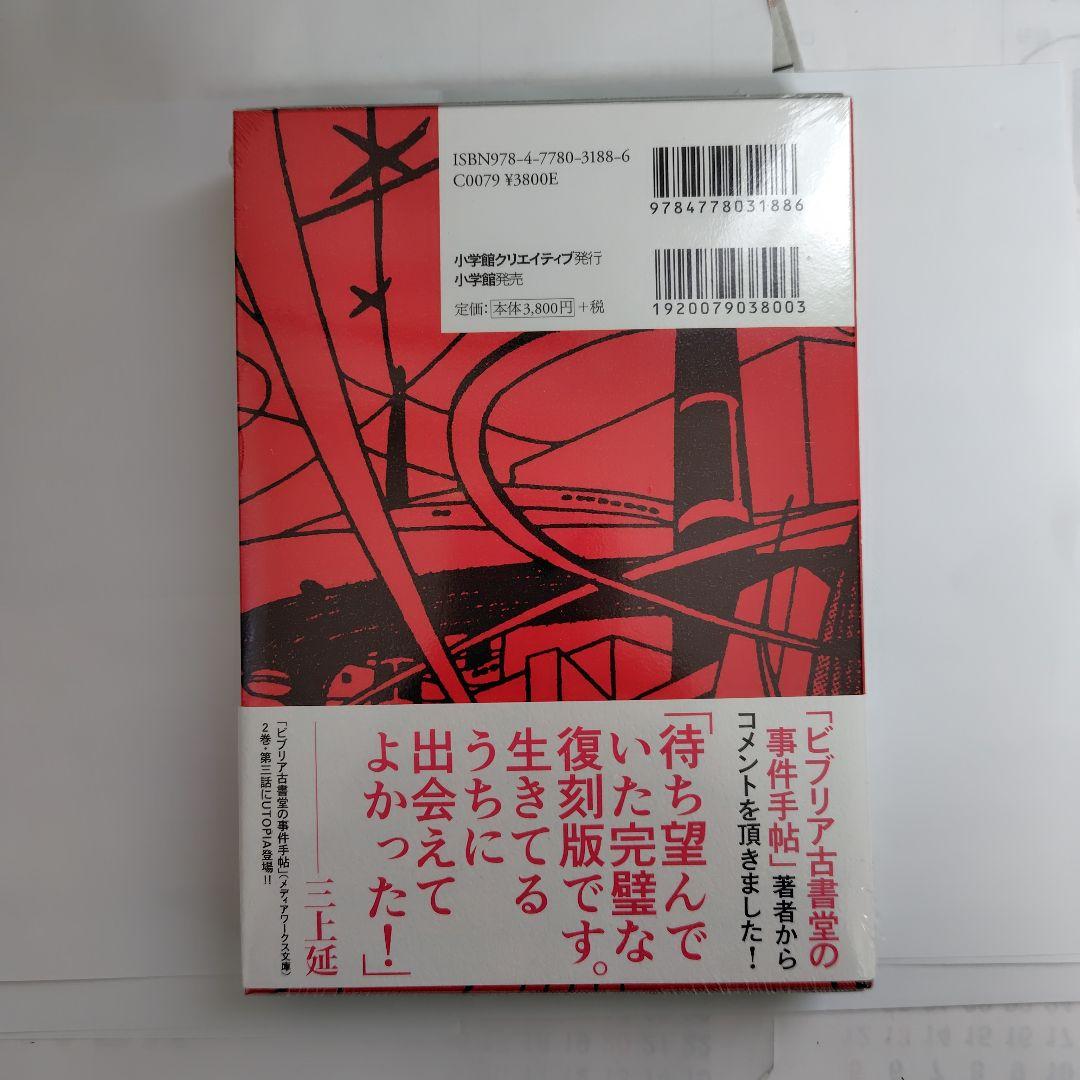 ISBN978-4-7780-3188-6
C0079 ¥3800E
9784778031886
小学館クリエイティブ発行
小学館発売
定価：本体3,800円+税
1920079038003
「ビブリア古書堂の
事件手帖」著者から
コメントを頂きました！
「待ち望んで
いた完璧な
復刻版です。
生きてる
うちに
出会えて
よかった！」
――三上延
「ビブリア古書堂の事件手帖」（メディアワークス文庫）
2巻・第三話にUTOPIA登場！！